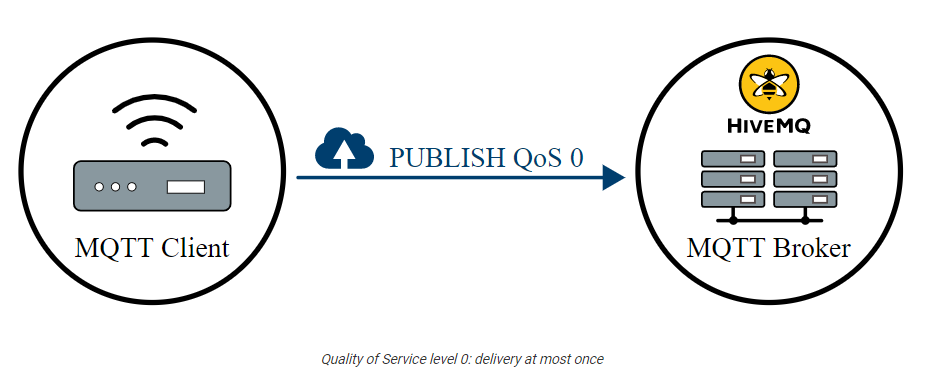 HIVEMQ
PUBLISH QoS 0
MQTT Client
MQTT Broker
Quality of Service level 0: delivery at most once